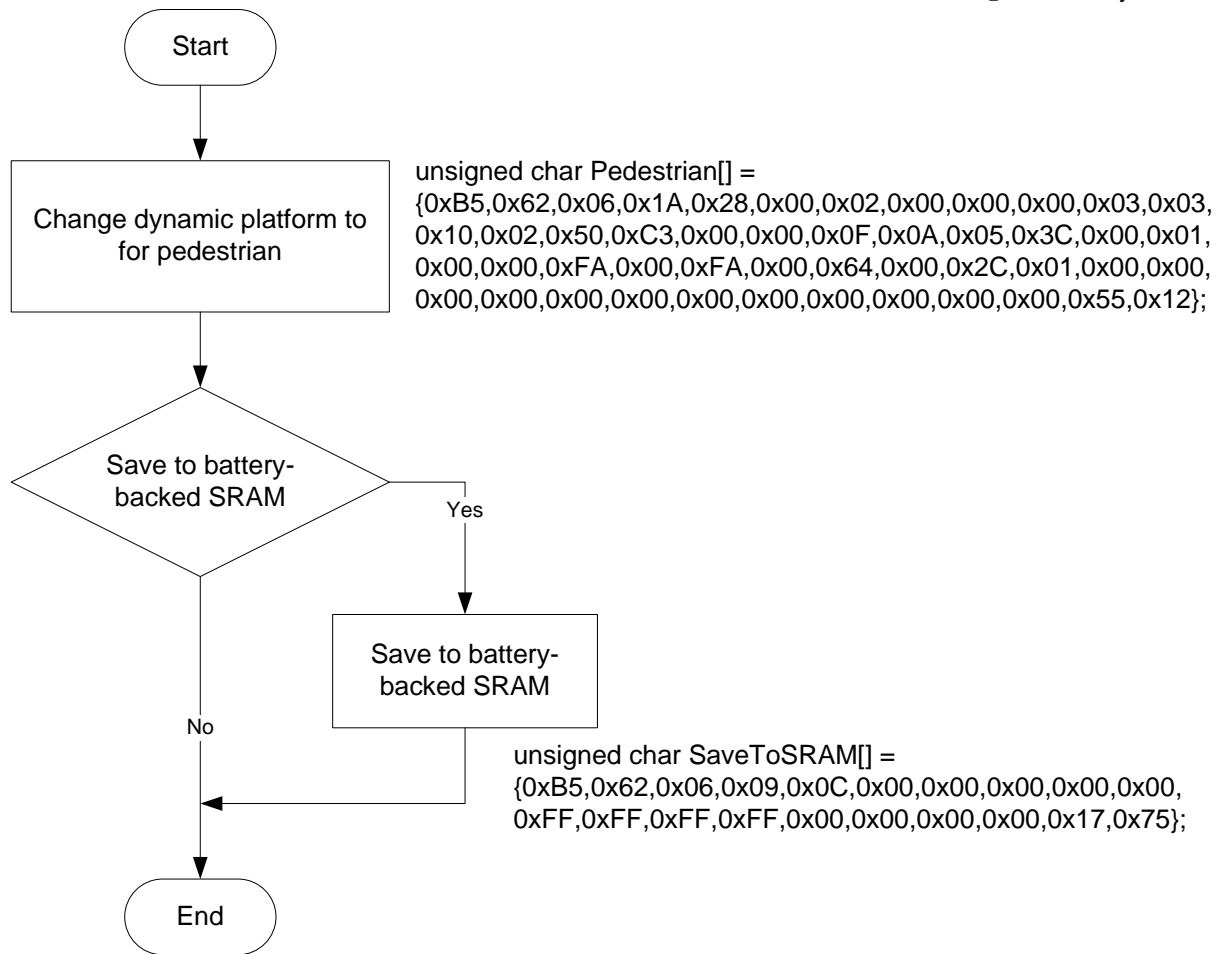 Start
Change dynamic platform to
for pedestrian
unsigned char Pedestrian[] =
{0xB5,0x62,0x06,0x1A,0x28,0x00,0x02,0x00,0x00,0x00,0x03,0x03,
0x10,0x02,0x50,0xC3,0x00,0x00,0x0F,0x0A,0x05,0x3C,0x00,0x01,
0x00,0x00,0xFA,0x00,0xFA,0x00,0x64,0x00,0x2C,0x01,0x00,0x00,
0x00,0x00,0x00,0x00,0x00,0x00,0x00,0x00,0x00,0x00,0x55,0x12};
Save to battery-
backed SRAM
Yes
Save to battery-
backed SRAM
No
unsigned char SaveToSRAM[] =
{0xB5,0x62,0x06,0x09,0x0C,0x00,0x00,0x00,0x00,0x00,
0xFF,0xFF,0xFF,0xFF,0x00,0x00,0x00,0x00,0x17,0x75};
End